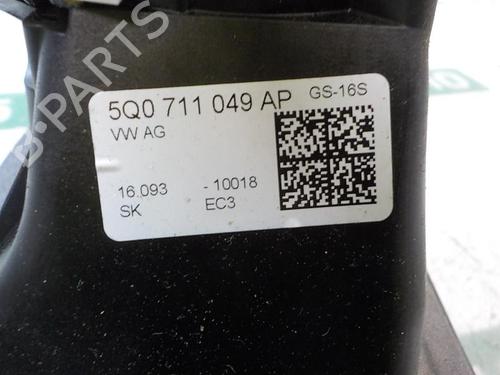 5Q0 711 049 AP GS-16S
VW AG
16.093 - 10018
SK EC3
B-PARTS